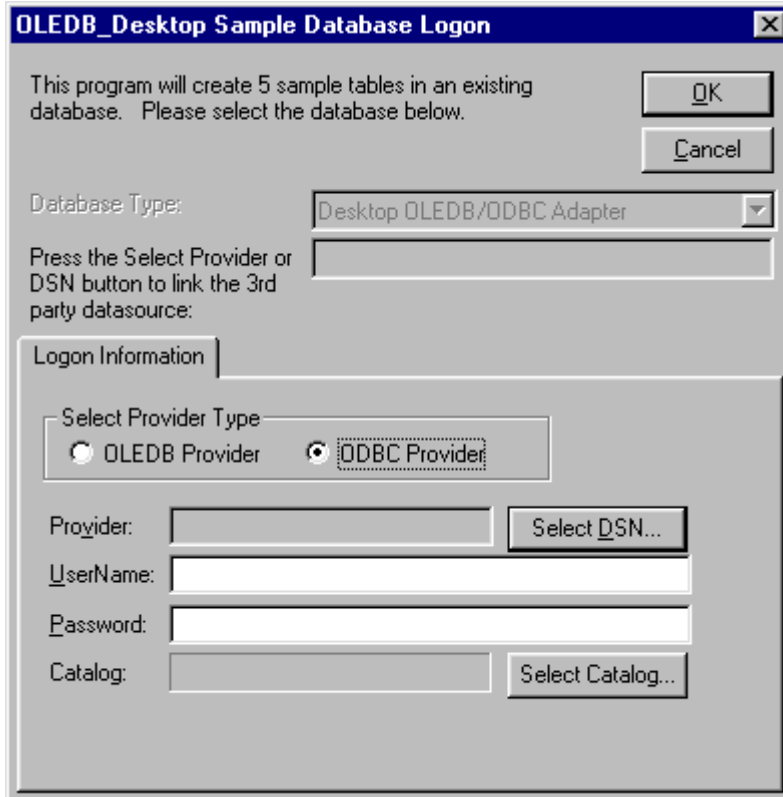 OLEDB_Desktop Sample Database Logon
This program will create 5 sample tables in an existing
database.   Please select the database below.
OK
Cancel
Database Type:
Desktop OLEDB/ODBC Adapter
Press the Select Provider or
DSN button to link the 3rd
party datasource:
Logon Information
Select Provider Type
OLEDB Provider
ODBC Provider
Provider:
Select DSN...
UserName:
Password:
Catalog:
Select Catalog...